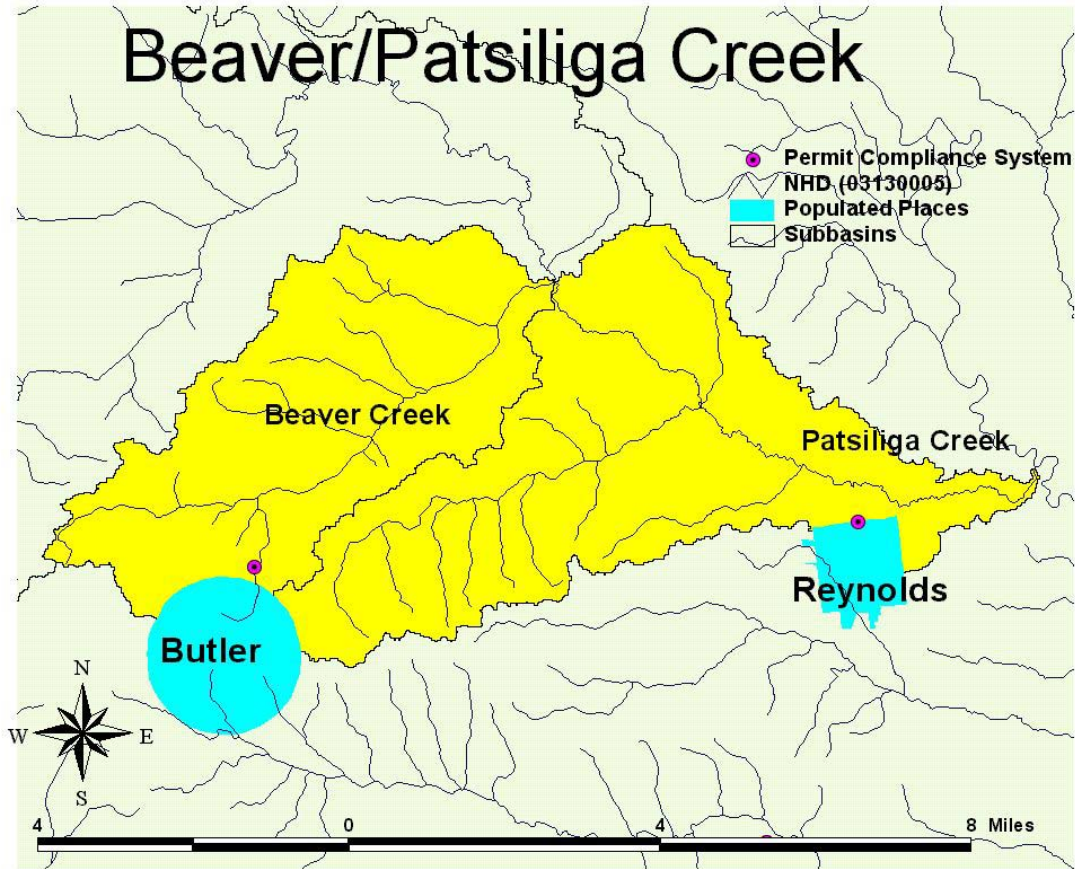 Beaver/Patsiliga Creek
Permit Compliance System
NHD (03130005)
Populated Places
Subbasins
Beaver Creek
Patsiliga Creek
Reynolds
Butler
N
W E
S
4 0 4 8 Miles